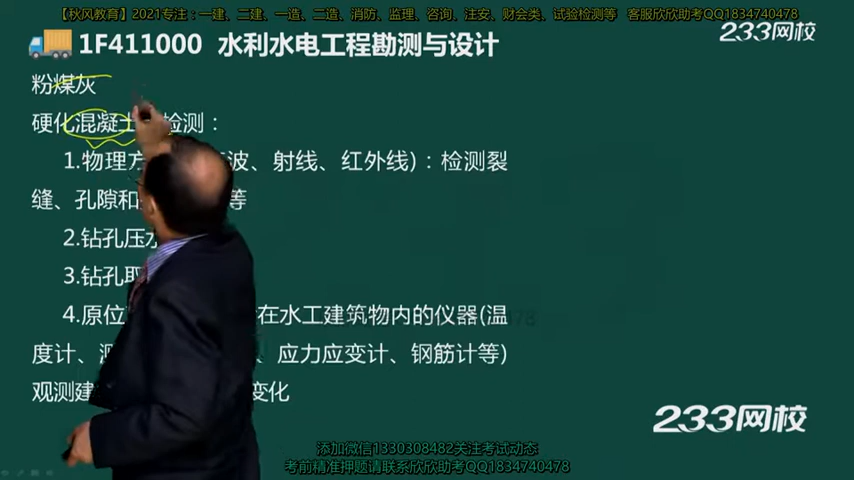 【秋风教育】2021专注：一建、二建、一造、二造、消防、监理、咨询、注安、财会类、试验检测等　客服欣欣助考QQ1834740478
233网校
1F411000 水利水电工程勘测与设计
粉煤灰
硬化混凝土 检测：
1.物理方 波、射线、红外线)：检测裂
缝、孔隙和 等
2.钻孔压水
3.钻孔取
4.原位 在水工建筑物内的仪器(温
度计、测 、应力应变计、钢筋计等)
观测建 变化
233网校
添加微信1330308482关注考试动态
考前精准押题请联系欣欣助考QQ1834740478